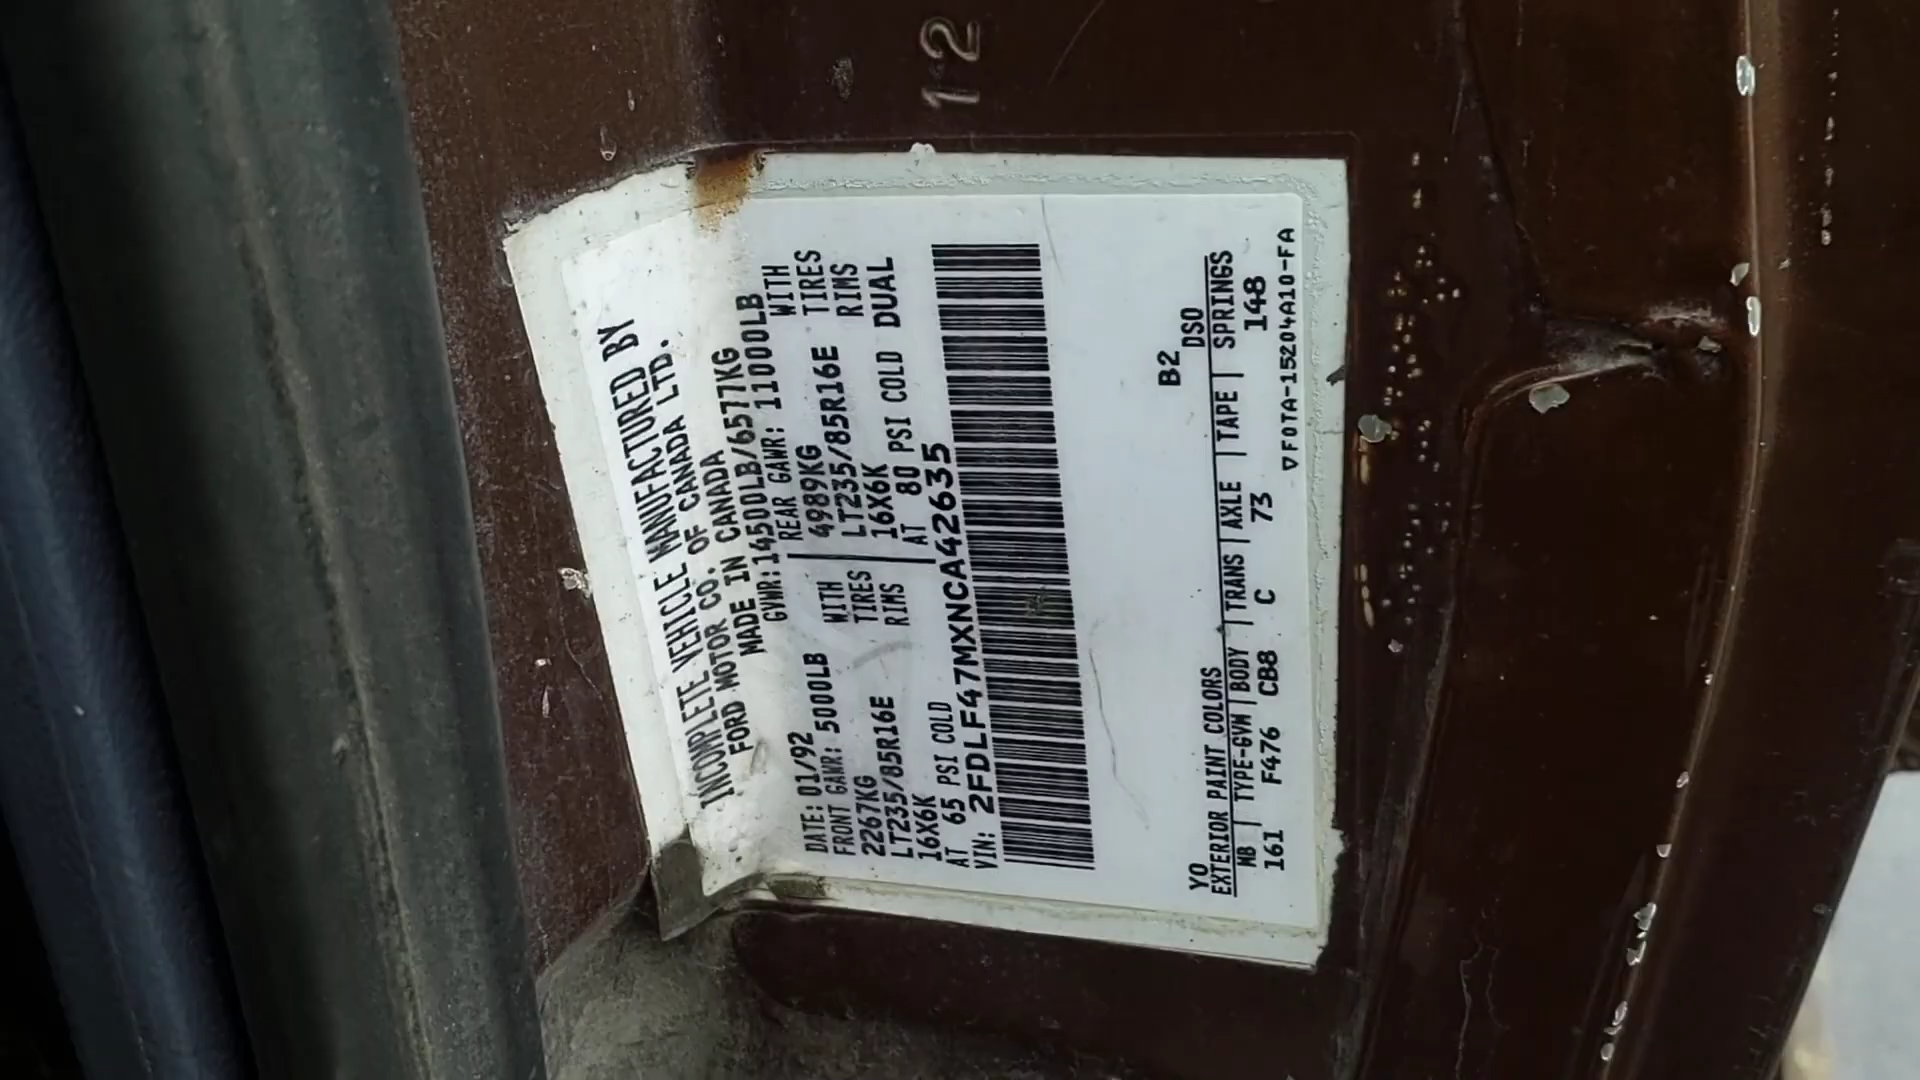 12
INCOMPLETE VEHICLE MANUFACTURED BY
FORD MOTOR CO. OF CANADA LTD.
MADE IN CANADA
DATE: 01/92 GVWR: 14500LB/6577KG
FRONT GAWR: 5000LB REAR GAWR: 11000LB
2267KG WITH 4989KG WITH
LT235/85R16E TIRES LT235/85R16E TIRES
16X6K RIMS 16X6K RIMS
AT 65 PSI COLD AT 80 PSI COLD DUAL
VIN: 2FDLF47MXNCA42635
B2
YO DSO
EXTERIOR PAINT COLORS
WB | TYPE-GVW | BODY | TRANS | AXLE | TAPE | SPRINGS
161 F476 CB8 C 73 148
▽F0TA-15204A10-FA